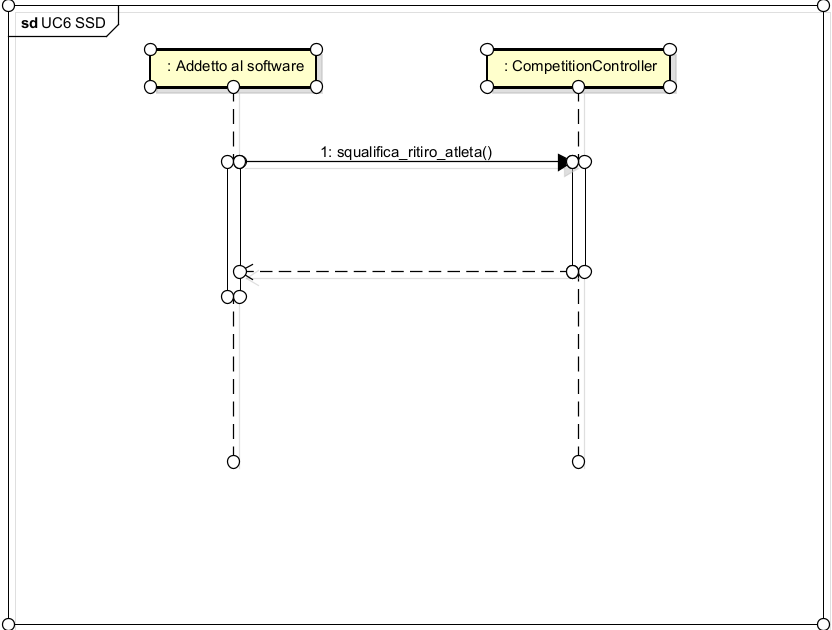 sd UC6 SSD
: Addetto al software
: CompetitionController
1: squalifica_ritiro_atleta()